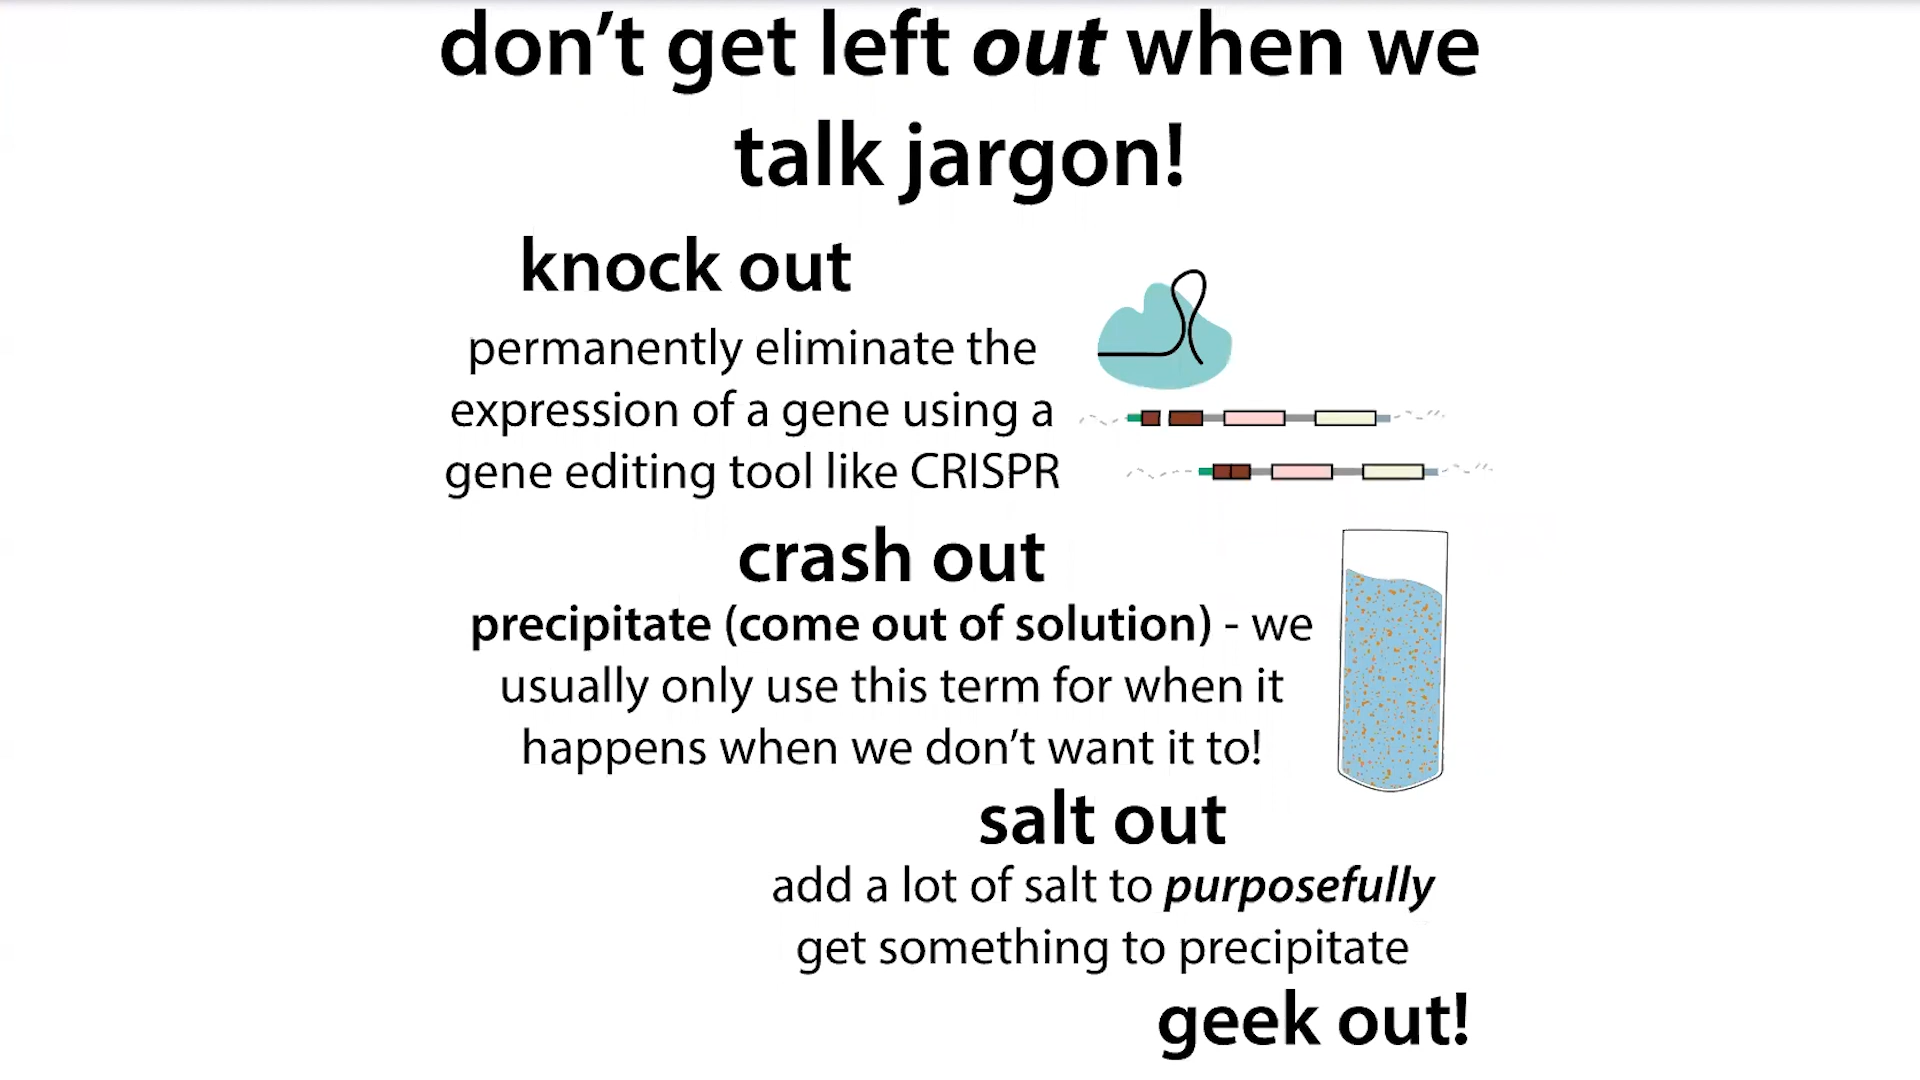 don’t get left out when we
talk jargon!
knock out
permanently eliminate the
expression of a gene using a
gene editing tool like CRISPR
crash out
precipitate (come out of solution) - we
usually only use this term for when it
happens when we don’t want it to!
salt out
add a lot of salt to purposefully
get something to precipitate
geek out!